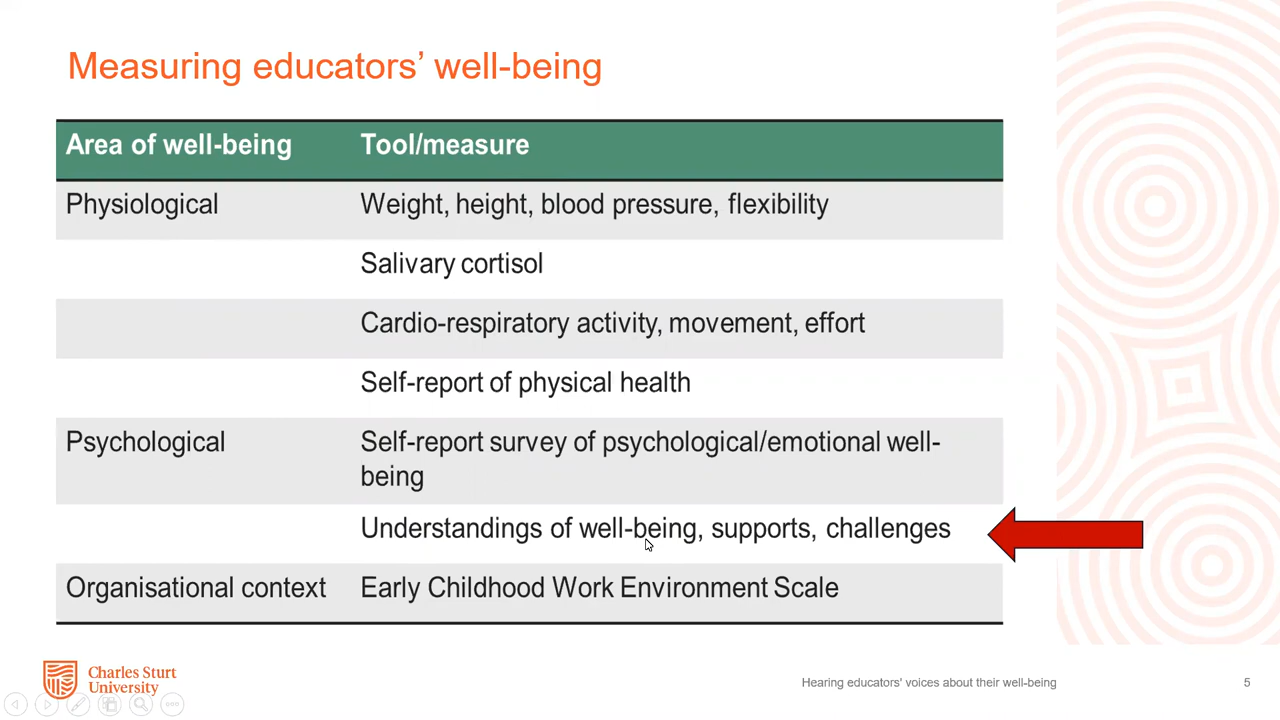 Measuring educators’ well-being
Area of well-being Tool/measure
Physiological Weight, height, blood pressure, flexibility
Salivary cortisol
Cardio-respiratory activity, movement, effort
Self-report of physical health
Psychological Self-report survey of psychological/emotional well-
being
Understandings of well-being, supports, challenges
Organisational context Early Childhood Work Environment Scale
Charles Sturt
University
Hearing educators' voices about their well-being 5